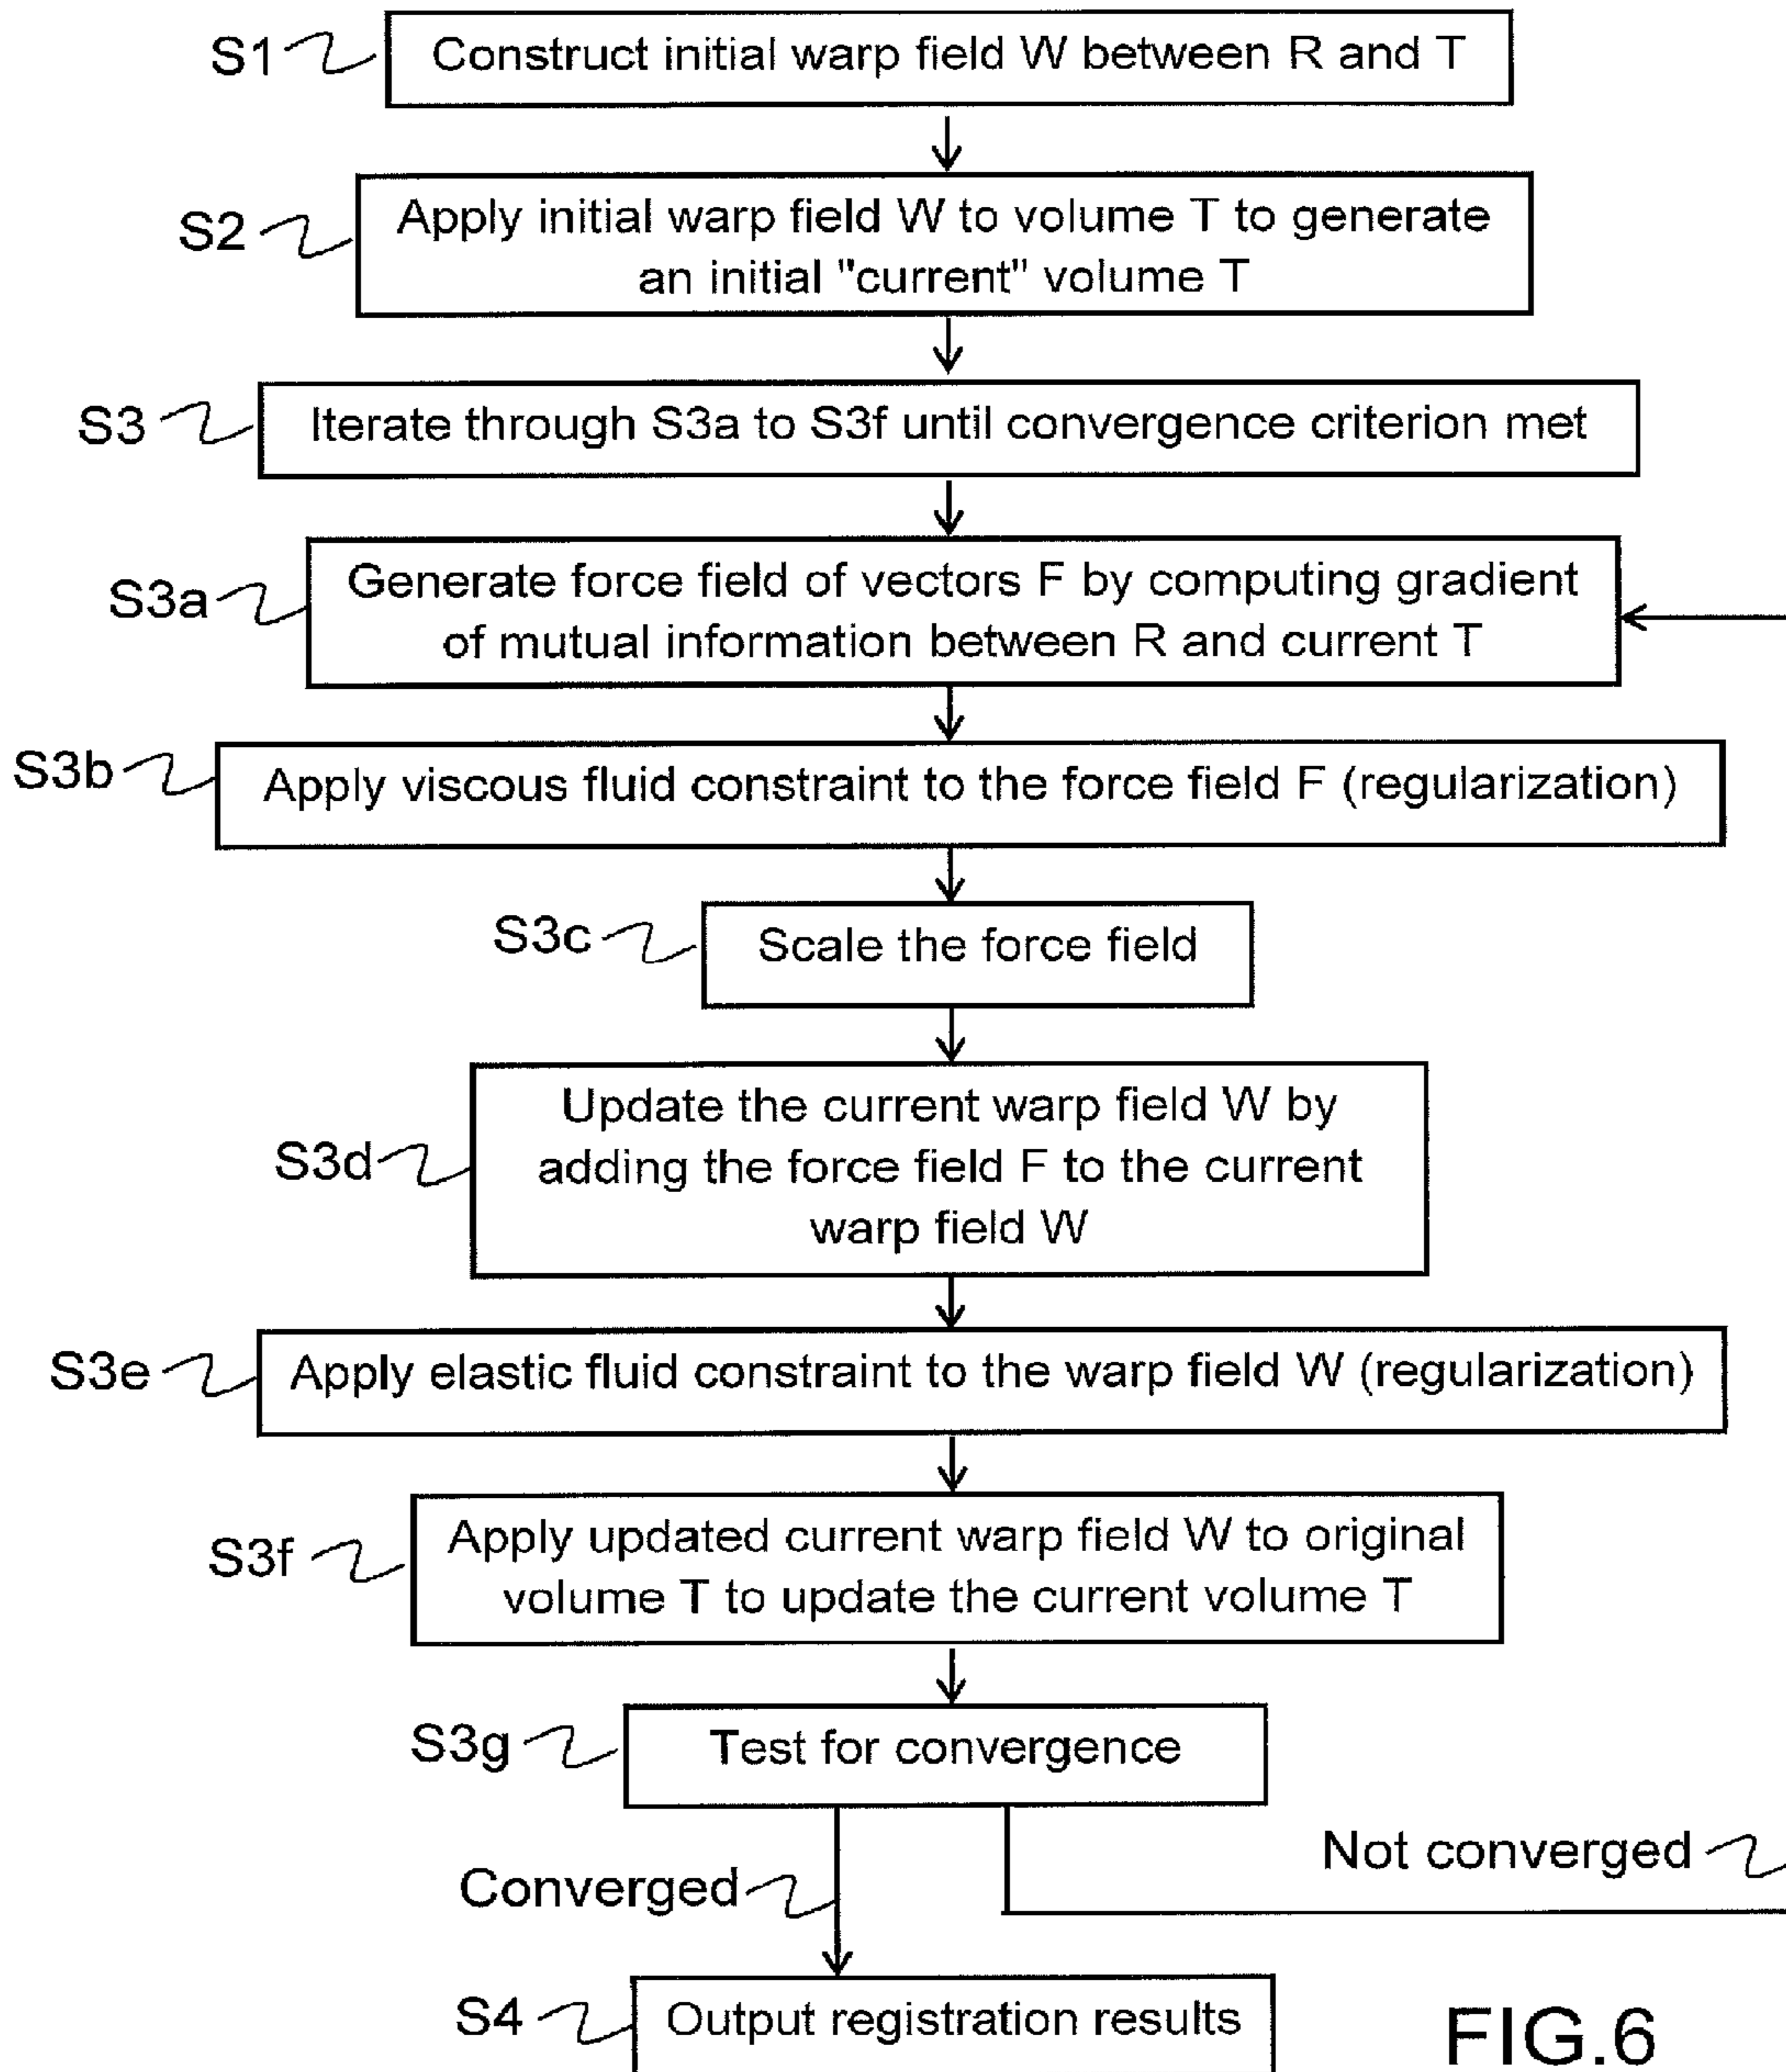 S1
Construct initial warp field W between R and T
S2
Apply initial warp field W to volume T to generate
an initial "current" volume T
S3
Iterate through S3a to S3f until convergence criterion met
S3a
Generate force field of vectors F by computing gradient
of mutual information between R and current T
S3b
Apply viscous fluid constraint to the force field F (regularization)
S3c
Scale the force field
S3d
Update the current warp field W by
adding the force field F to the current
warp field W
S3e
Apply elastic fluid constraint to the warp field W (regularization)
S3f
Apply updated current warp field W to original
volume T to update the current volume T
S3g
Test for convergence
Not converged
Converged
S4
Output registration results
FIG.6